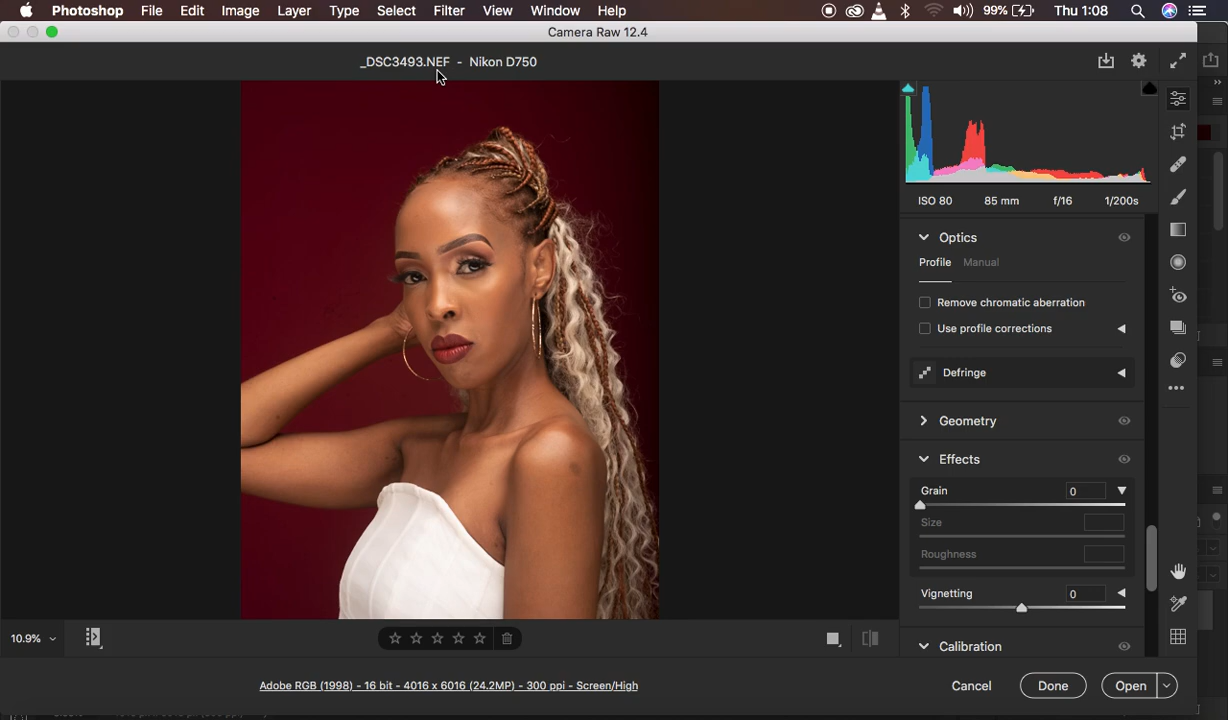 Photoshop File Edit Image Layer Type Select Filter View Window Help 99% Thu 1:08
Camera Raw 12.4
_DSC3493.NEF - Nikon D750
ISO 80 85 mm f/16 1/200s
Optics
Profile Manual
Remove chromatic aberration
Use profile corrections
Defringe
Geometry
Effects
Grain 0
Size
Roughness
Vignetting 0
Calibration
10.9%
Adobe RGB (1998) - 16 bit - 4016 x 6016 (24.2MP) - 300 ppi - Screen/High
Cancel Done Open